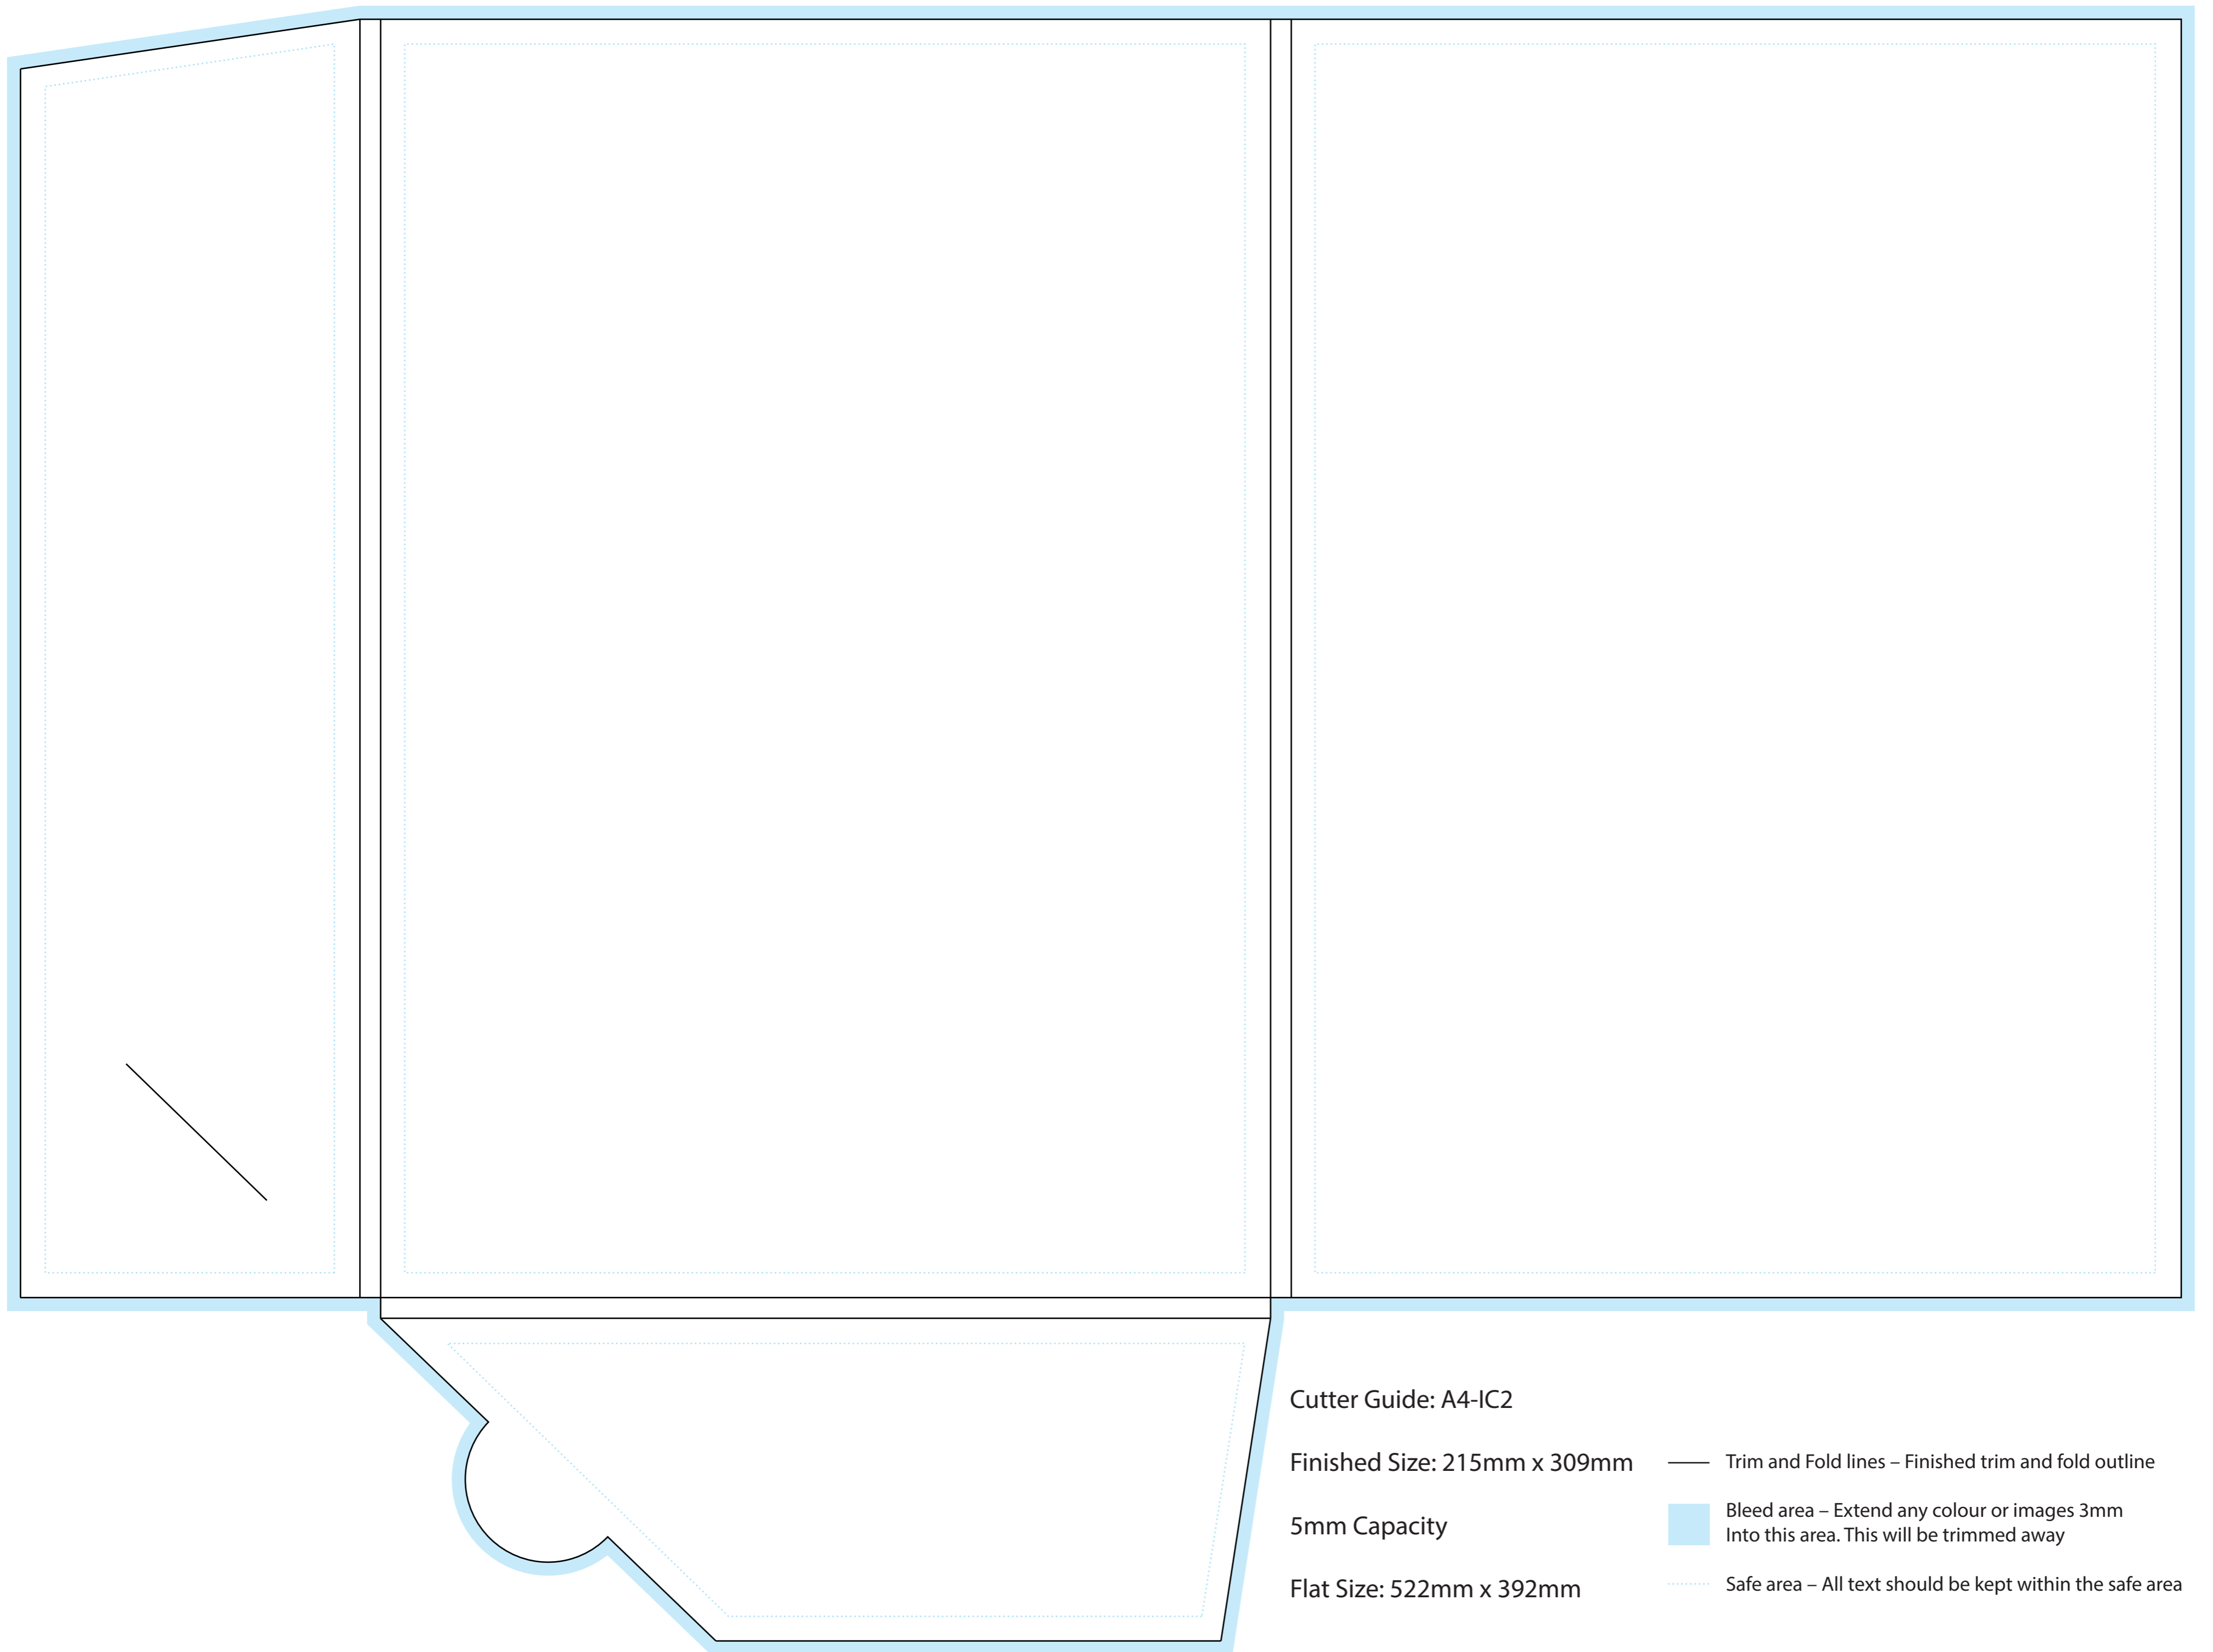 Cutter Guide: A4-IC2
Finished Size: 215mm x 309mm
5mm Capacity
Flat Size: 522mm x 392mm
Trim and Fold lines – Finished trim and fold outline
Bleed area – Extend any colour or images 3mm
Into this area. This will be trimmed away
Safe area – All text should be kept within the safe area